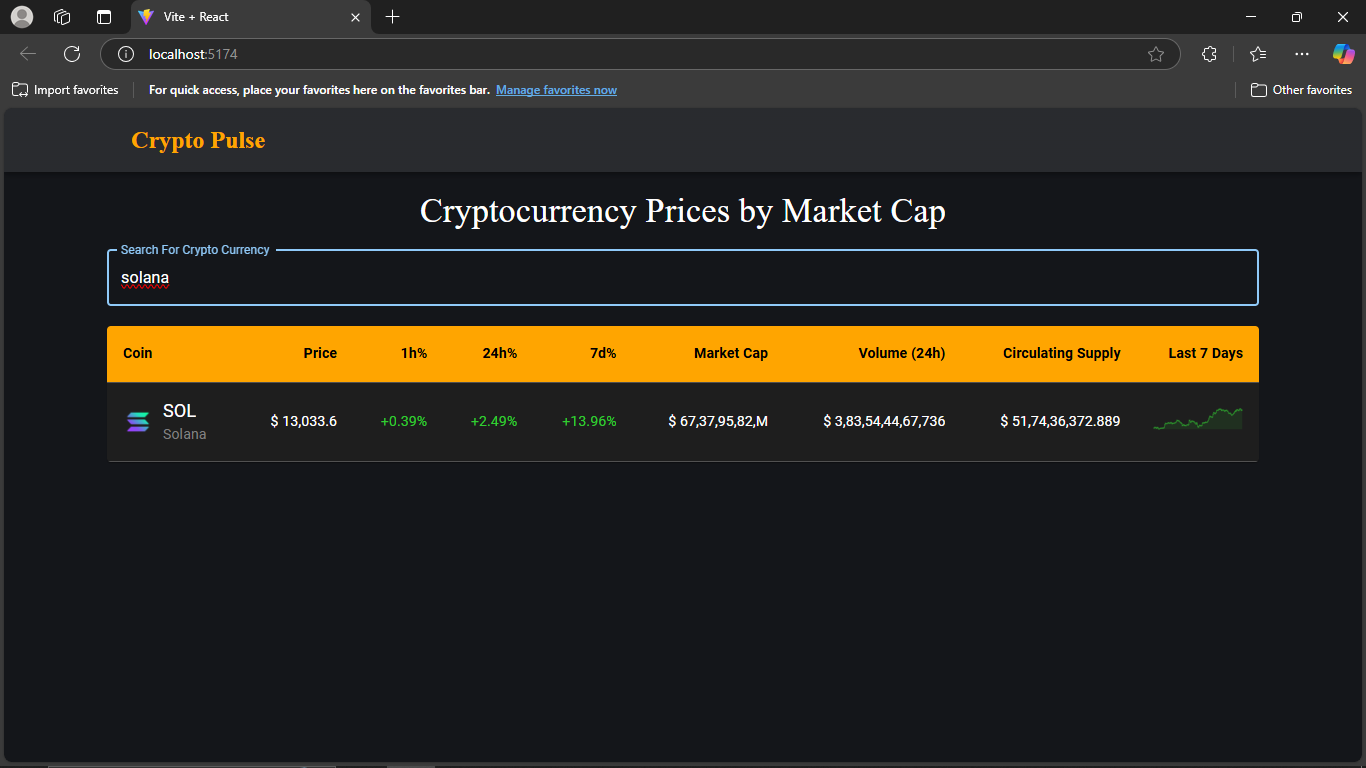 Vite + React
localhost:5174
Import favorites
For quick access, place your favorites here on the favorites bar. Manage favorites now
Other favorites
Crypto Pulse
Cryptocurrency Prices by Market Cap
Search For Crypto Currency
solana
Coin Price 1h% 24h% 7d% Market Cap Volume (24h) Circulating Supply Last 7 Days
SOL
Solana
$ 13,033.6 +0.39% +2.49% +13.96% $ 67,37,95,82,M $ 3,83,54,44,67,736 $ 51,74,36,372.889